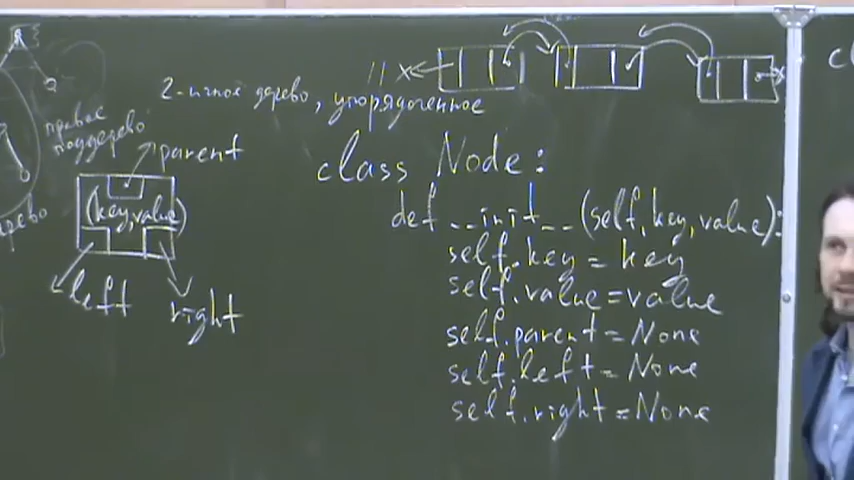 2-ичное дерево, упорядоченное
правое
поддерево
parent
(key, value)
left
right
class Node:
def __init__(self, key, value):
self.key = key
self.value = value
self.parent = None
self.left = None
self.right = None